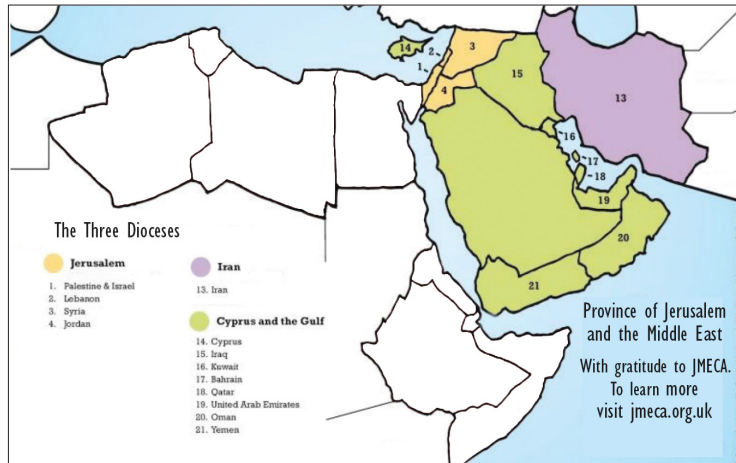 14
2
3
1
4
15
13
16
17
18
19
20
21
The Three Dioceses
Jerusalem
1. Palestine & Israel
2. Lebanon
3. Syria
4. Jordan
Iran
13. Iran
Cyprus and the Gulf
14. Cyprus
15. Iraq
16. Kuwait
17. Bahrain
18. Qatar
19. United Arab Emirates
20. Oman
21. Yemen
Province of Jerusalem
and the Middle East
With gratitude to JMECA.
To learn more
visit jmeca.org.uk